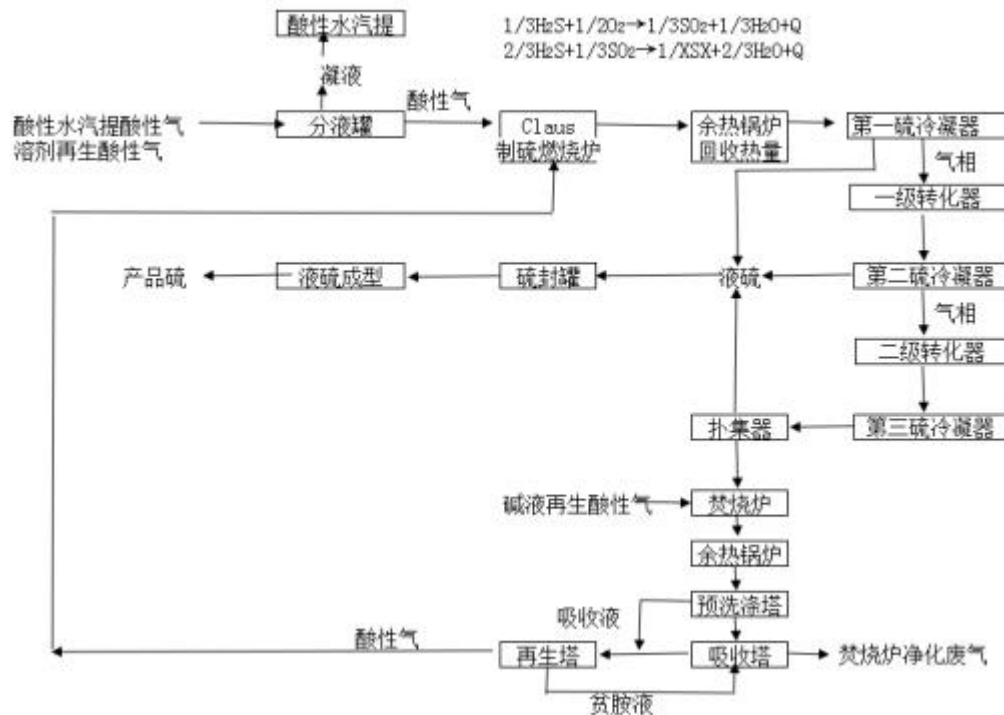 酸性水汽提
1/3H₂S+1/2O₂→1/3SO₂+1/3H₂O+Q
2/3H₂S+1/3SO₂→1/XSX+2/3H₂O+Q
凝液
酸性气
酸性水汽提酸性气
溶剂再生酸性气
分液罐
Claus
制硫燃烧炉
余热锅炉
回收热量
第一硫冷凝器
气相
一级转化器
产品硫
液硫成型
硫封罐
液硫
第二硫冷凝器
气相
二级转化器
扑集器
第三硫冷凝器
碱液再生酸性气
焚烧炉
余热锅炉
预洗涤塔
吸收液
酸性气
再生塔
吸收塔
焚烧炉净化废气
贫胺液